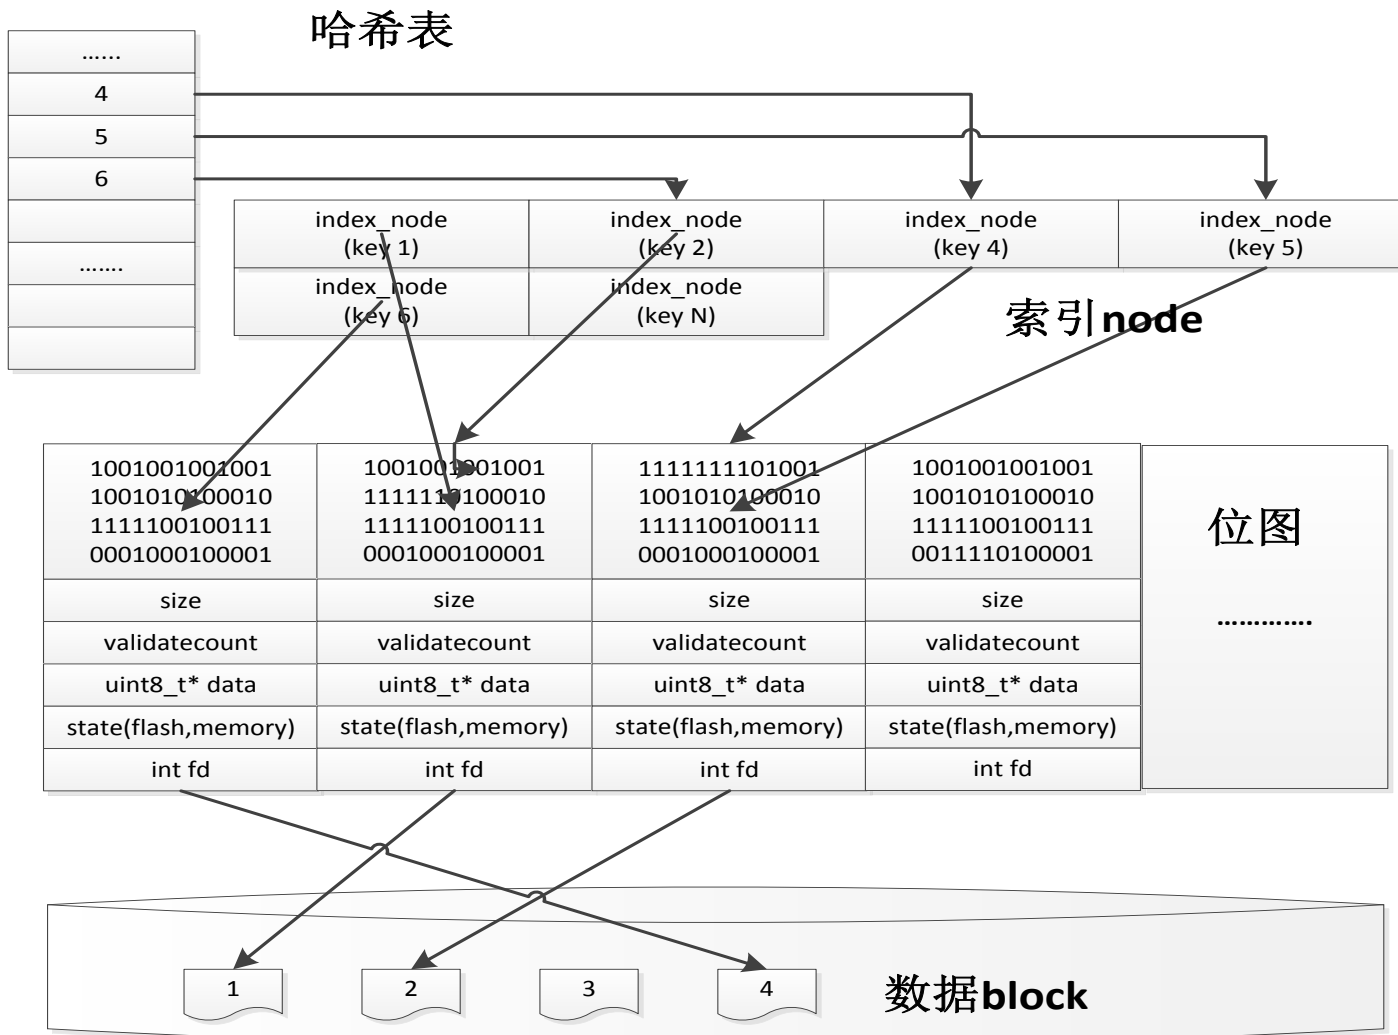 哈希表
......
4
5
6
.......
index_node
(key 1)
index_node
(key 2)
index_node
(key 4)
index_node
(key 5)
index_node
(key 6)
index_node
(key N)
索引node
1001001001001
1001010100010
1111100100111
0001000100001
size
validatecount
uint8_t* data
state(flash,memory)
int fd
1001001001001
1111110100010
1111100100111
0001000100001
size
validatecount
uint8_t* data
state(flash,memory)
int fd
1111111101001
1001010100010
1111100100111
0001000100001
size
validatecount
uint8_t* data
state(flash,memory)
int fd
1001001001001
1001010100010
1111100100111
0011110100001
size
validatecount
uint8_t* data
state(flash,memory)
int fd
位图
.............
1
2
3
4
数据block